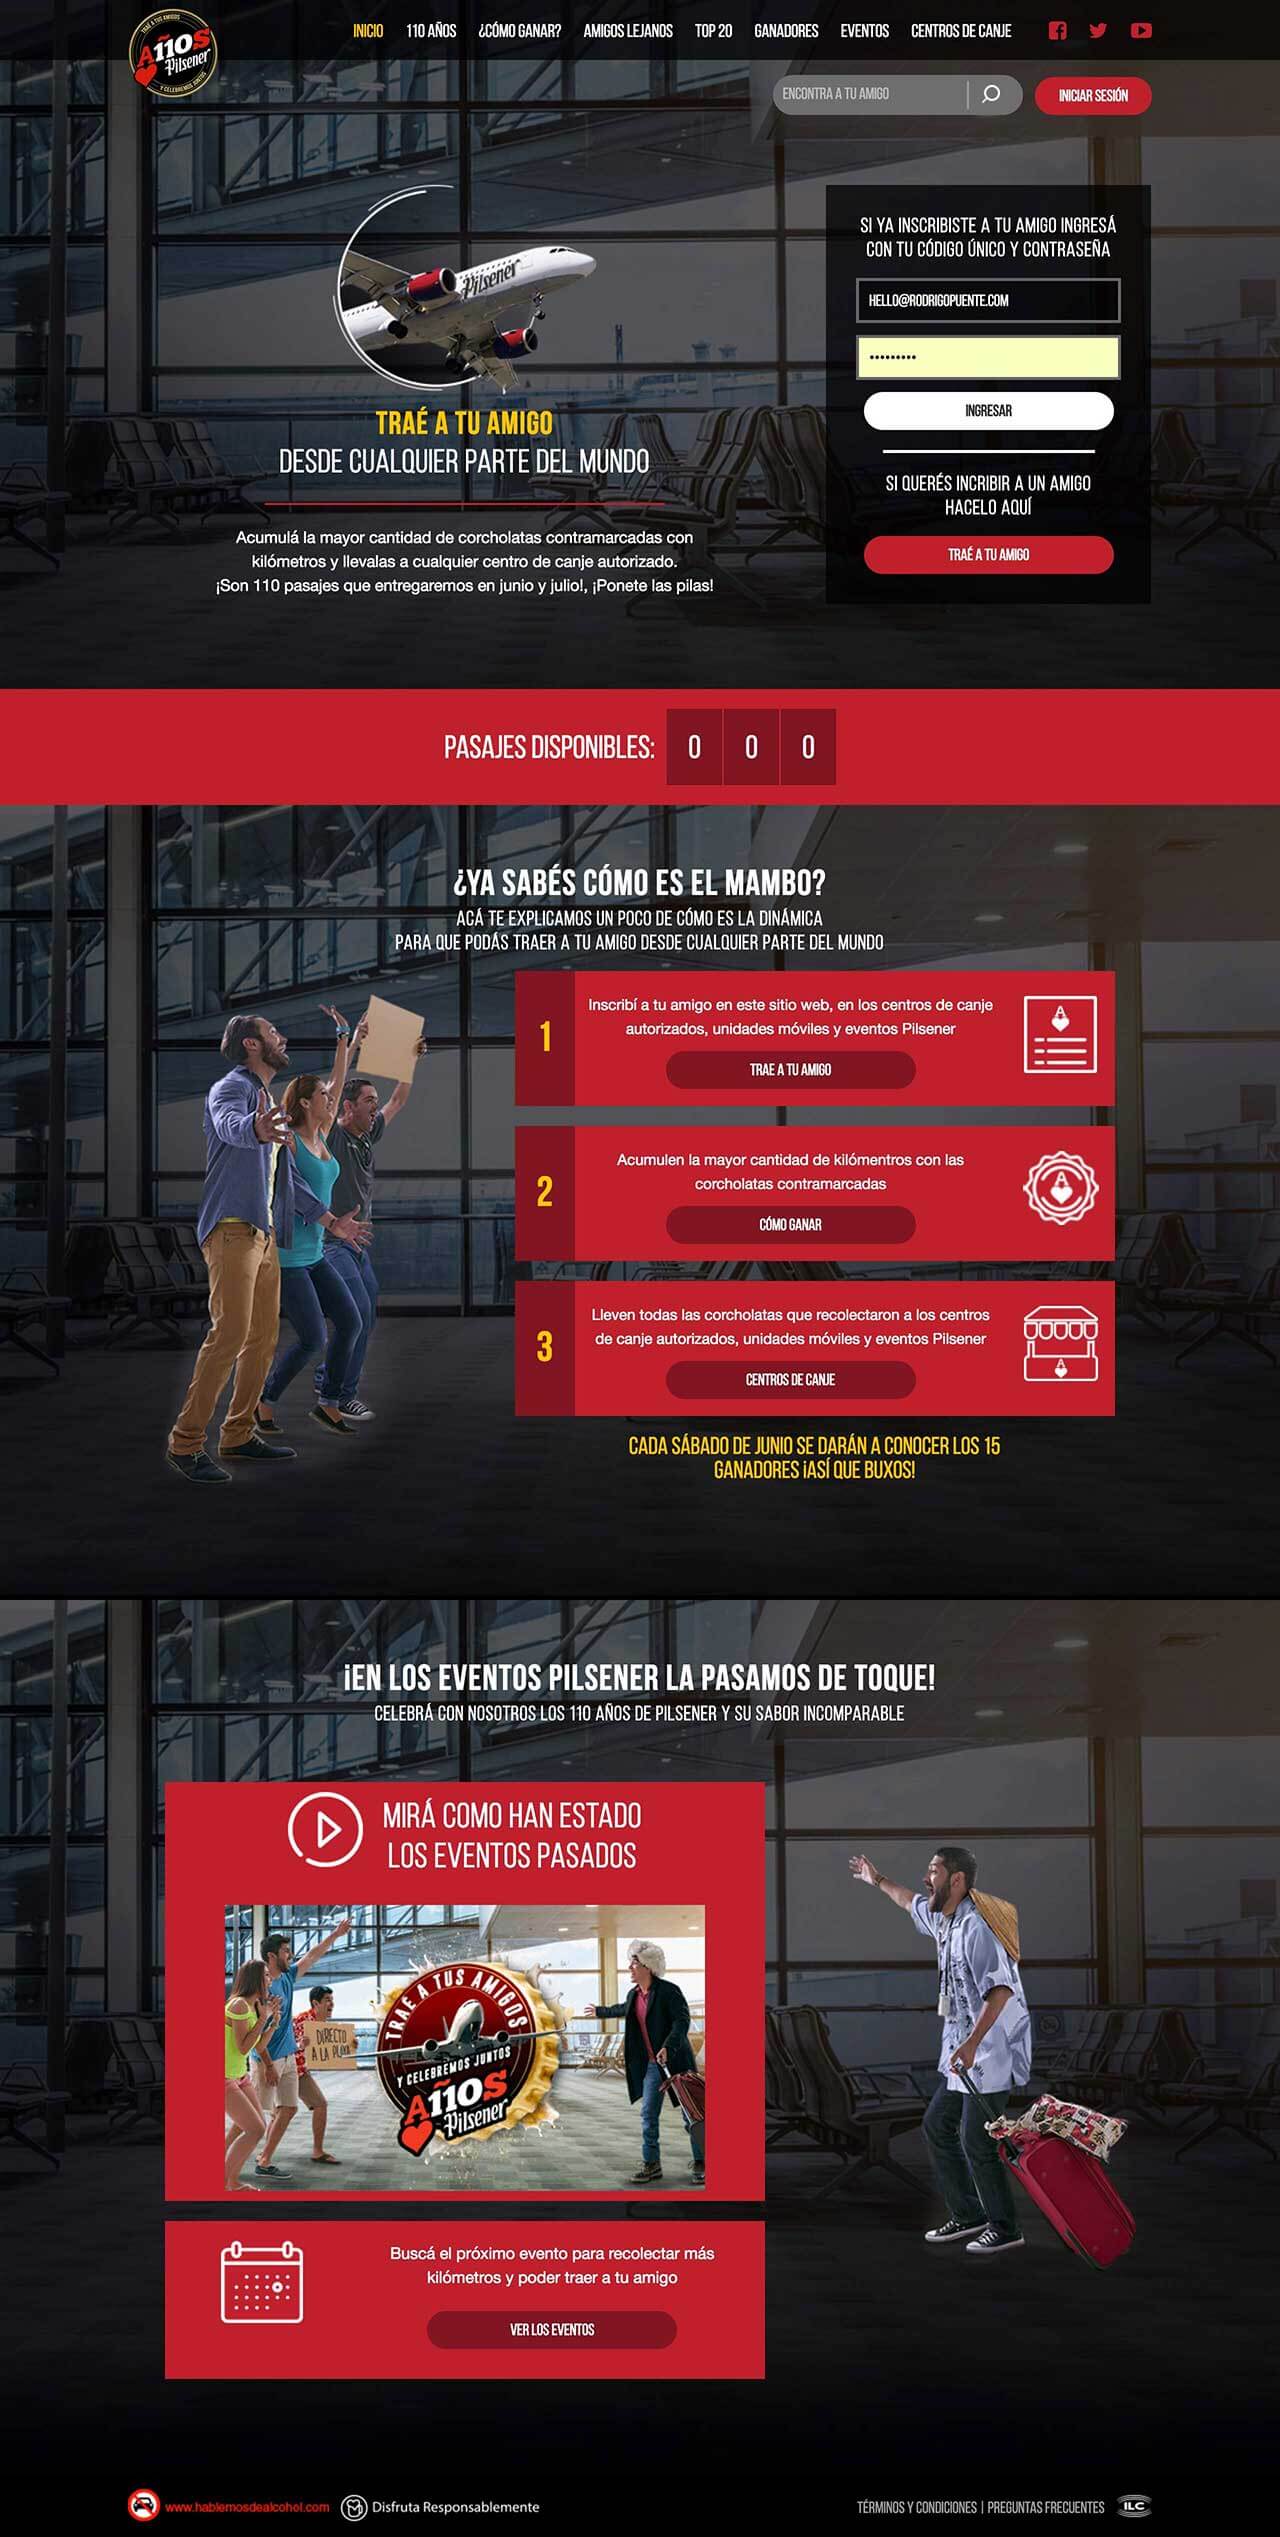 TRAÉ A TUS AMIGOS
AÑ110S
Pilsener
Y CELEBREMOS JUNTOS
INICIO
110 AÑOS
¿CÓMO GANAR?
AMIGOS LEJANOS
TOP 20
GANADORES
EVENTOS
CENTROS DE CANJE
ENCONTRA A TU AMIGO
INICIAR SESIÓN
Pilsener
TRAÉ A TU AMIGO
DESDE CUALQUIER PARTE DEL MUNDO
Acumulá la mayor cantidad de corcholatas contramarcadas con
kilómetros y llevalas a cualquier centro de canje autorizado.
¡Son 110 pasajes que entregaremos en junio y julio!, ¡Ponete las pilas!
SI YA INSCRIBISTE A TU AMIGO INGRESÁ
CON TU CÓDIGO ÚNICO Y CONTRASEÑA
HELLO@RODRIGOPUENTE.COM
•••••••••
INGRESAR
SI QUERÉS INCRIBIR A UN AMIGO
HACELO AQUÍ
TRAÉ A TU AMIGO
PASAJES DISPONIBLES: 0 0 0
¿YA SABÉS CÓMO ES EL MAMBO?
ACÁ TE EXPLICAMOS UN POCO DE CÓMO ES LA DINÁMICA
PARA QUE PODÁS TRAER A TU AMIGO DESDE CUALQUIER PARTE DEL MUNDO
1
Inscribí a tu amigo en este sitio web, en los centros de canje
autorizados, unidades móviles y eventos Pilsener
TRAE A TU AMIGO
A
2
Acumulen la mayor cantidad de kilómentros con las
corcholatas contramarcadas
CÓMO GANAR
A
3
Lleven todas las corcholatas que recolectaron a los centros
de canje autorizados, unidades móviles y eventos Pilsener
CENTROS DE CANJE
A
CADA SÁBADO DE JUNIO SE DARÁN A CONOCER LOS 15
GANADORES ¡ASÍ QUE BUXOS!
¡EN LOS EVENTOS PILSENER LA PASAMOS DE TOQUE!
CELEBRÁ CON NOSOTROS LOS 110 AÑOS DE PILSENER Y SU SABOR INCOMPARABLE
MIRÁ COMO HAN ESTADO
LOS EVENTOS PASADOS
DIRECTO
A LA PLAYA
TRAE A TUS AMIGOS
Y CELEBREMOS JUNTOS
AÑ110S
Pilsener
Buscá el próximo evento para recolectar más
kilómetros y poder traer a tu amigo
VER LOS EVENTOS
www.hablemosdealcohol.com
Disfruta Responsablemente
TÉRMINOS Y CONDICIONES | PREGUNTAS FRECUENTES
ILC